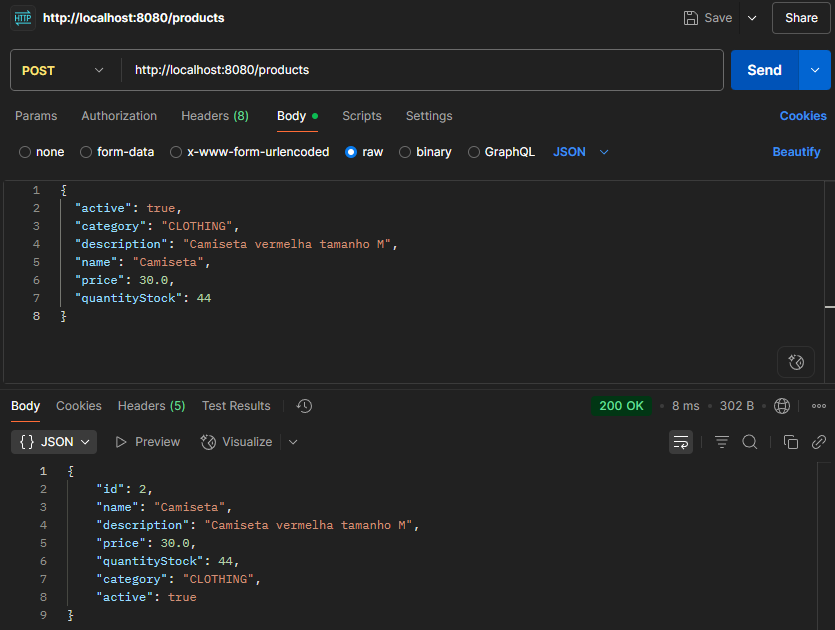 HTTP http://localhost:8080/products Save Share
POST http://localhost:8080/products Send
Params Authorization Headers (8) Body Scripts Settings Cookies
none form-data x-www-form-urlencoded raw binary GraphQL JSON Beautify
1 {
2 "active": true,
3 "category": "CLOTHING",
4 "description": "Camiseta vermelha tamanho M",
5 "name": "Camiseta",
6 "price": 30.0,
7 "quantityStock": 44
8 }
Body Cookies Headers (5) Test Results 200 OK • 8 ms • 302 B •
{} JSON Preview Visualize
1 {
2 "id": 2,
3 "name": "Camiseta",
4 "description": "Camiseta vermelha tamanho M",
5 "price": 30.0,
6 "quantityStock": 44,
7 "category": "CLOTHING",
8 "active": true
9 }